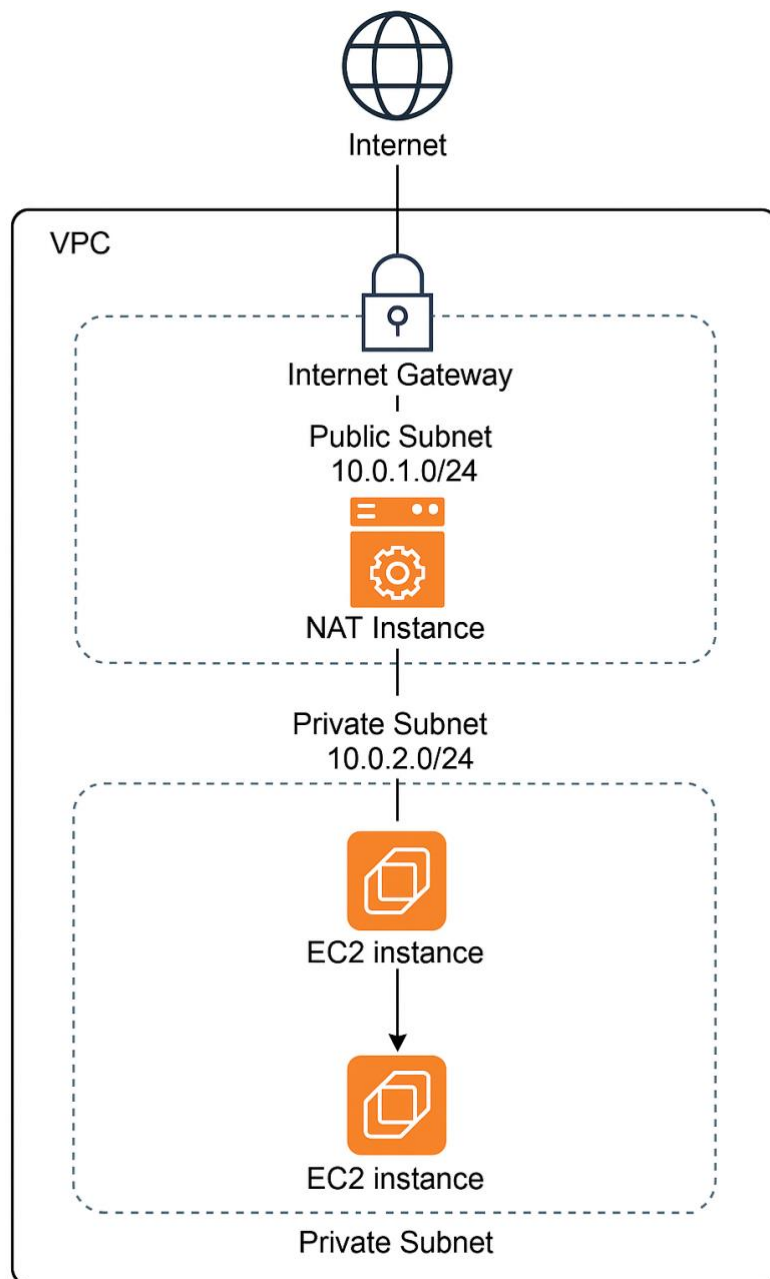 Internet
VPC
Internet Gateway
Public Subnet
10.0.1.0/24
NAT Instance
Private Subnet
10.0.2.0/24
EC2 instance
EC2 instance
Private Subnet